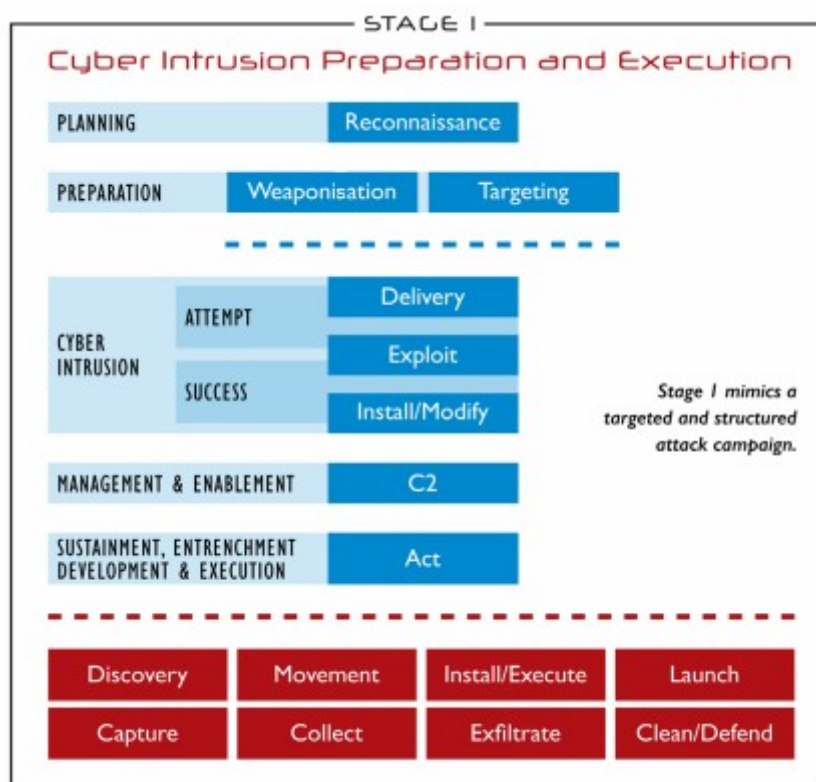 STAGE 1
Cyber Intrusion Preparation and Execution
PLANNING
Reconnaissance
PREPARATION
Weaponisation
Targeting
CYBER
INTRUSION
ATTEMPT
SUCCESS
Delivery
Exploit
Install/Modify
Stage 1 mimics a
targeted and structured
attack campaign.
MANAGEMENT & ENABLEMENT
C2
SUSTAINMENT, ENTRENCHMENT
DEVELOPMENT & EXECUTION
Act
Discovery
Movement
Install/Execute
Launch
Capture
Collect
Exfiltrate
Clean/Defend